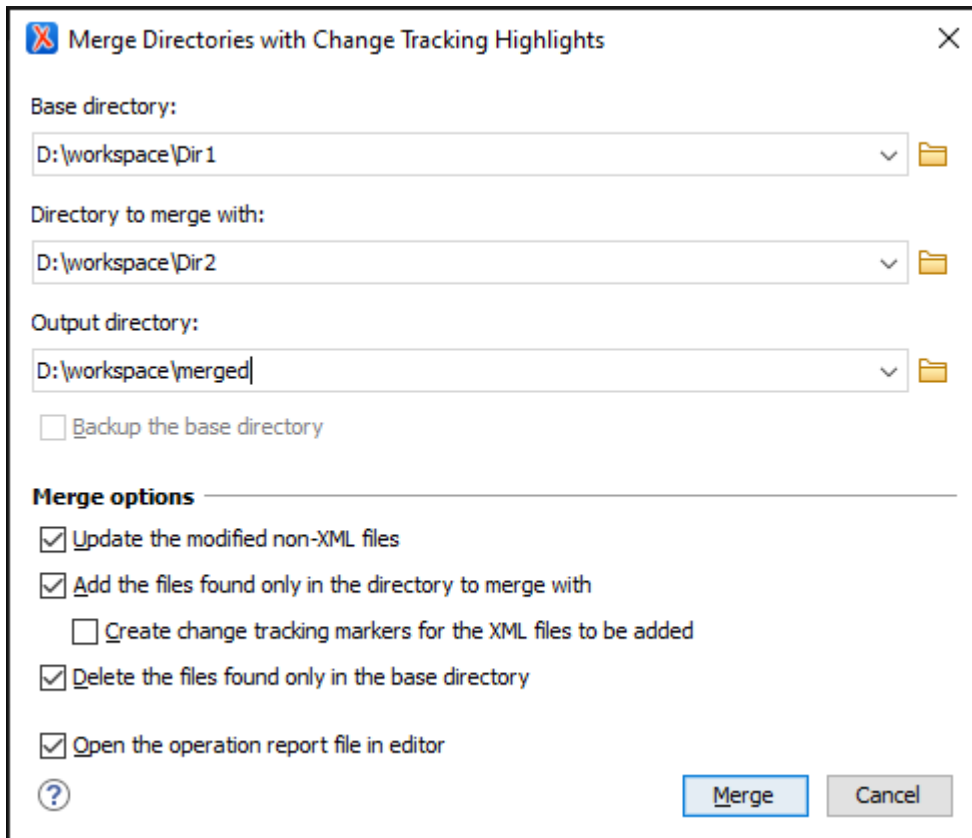 Merge Directories with Change Tracking Highlights
Base directory:
D:\workspace\Dir1
Directory to merge with:
D:\workspace\Dir2
Output directory:
D:\workspace\merged
Backup the base directory
Merge options
Update the modified non-XML files
Add the files found only in the directory to merge with
Create change tracking markers for the XML files to be added
Delete the files found only in the base directory
Open the operation report file in editor
? Merge Cancel